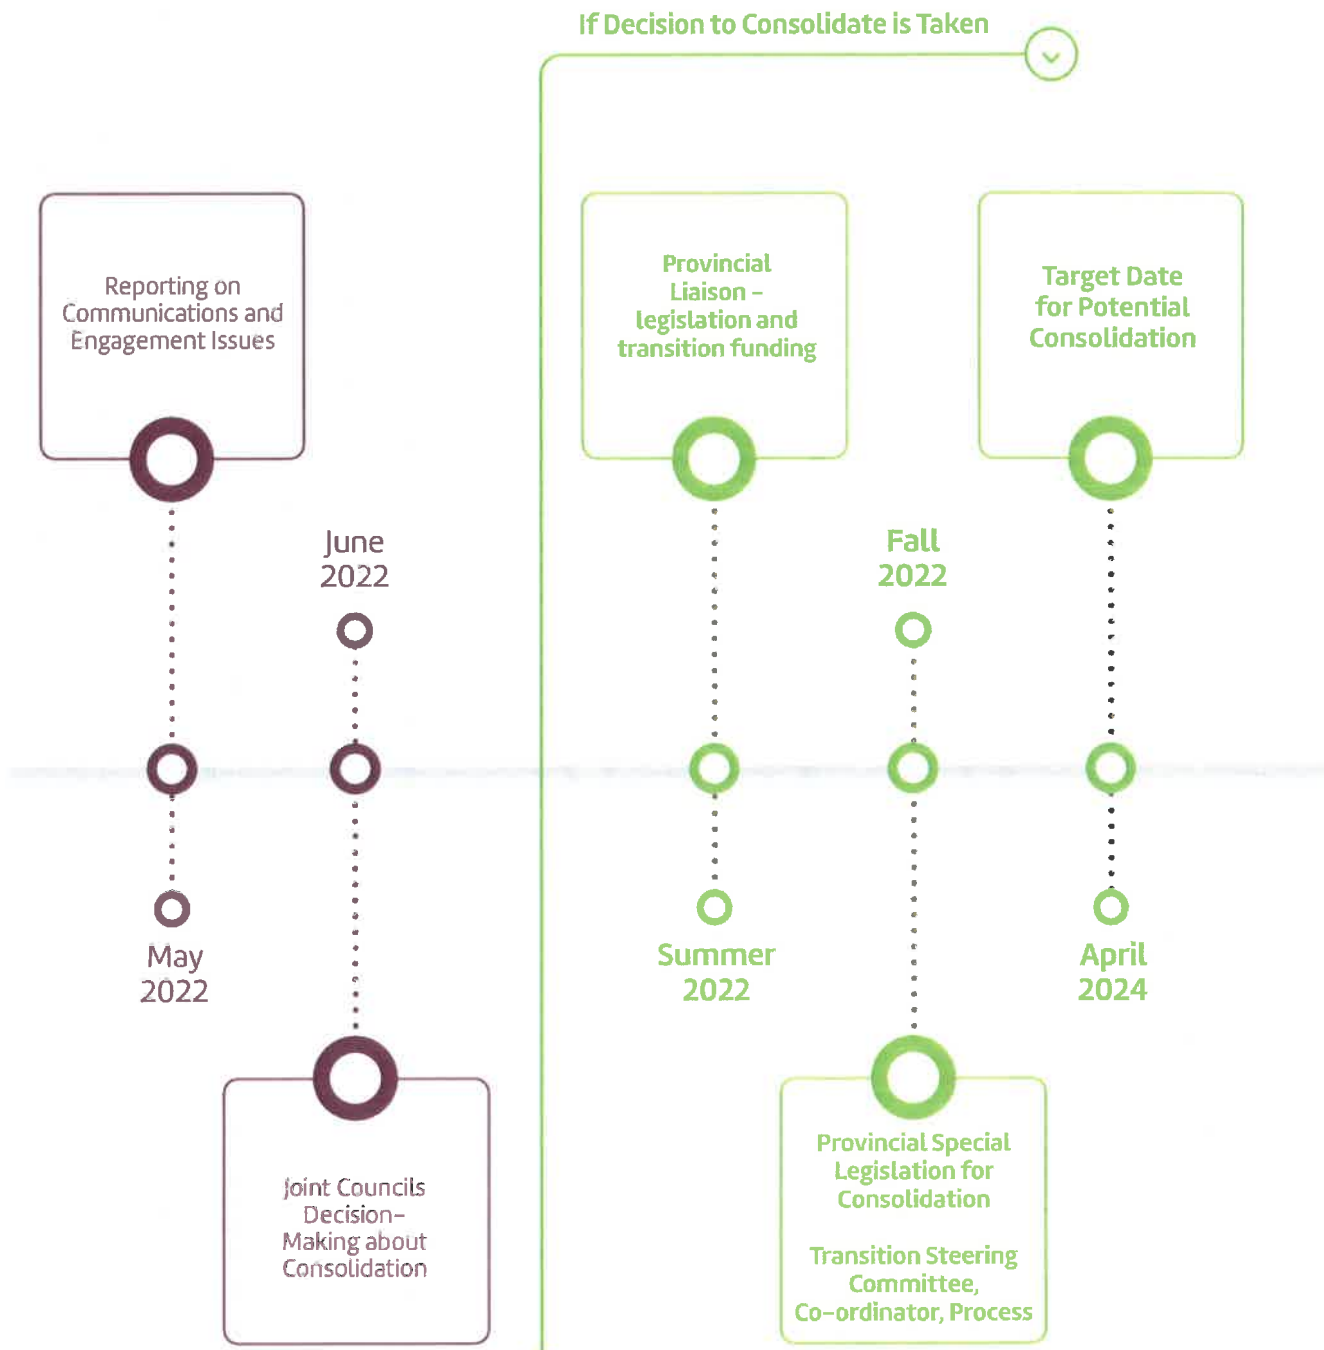 If Decision to Consolidate is Taken
Reporting on
Communications and
Engagement Issues
Provincial
Liaison –
legislation and
transition funding
Target Date
for Potential
Consolidation
June
2022
Fall
2022
May
2022
Summer
2022
April
2024
Joint Councils
Decision–
Making about
Consolidation
Provincial Special
Legislation for
Consolidation
Transition Steering
Committee,
Co–ordinator, Process